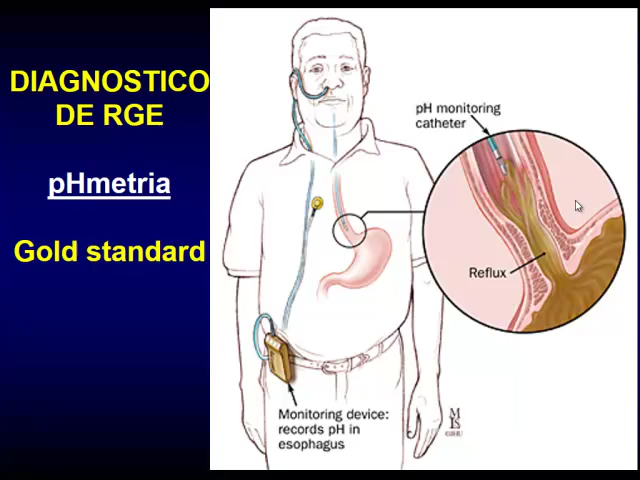 DIAGNOSTICO
DE RGE
pHmetria
Gold standard
pH monitoring
catheter
Reflux
Monitoring device:
records pH in
esophagus